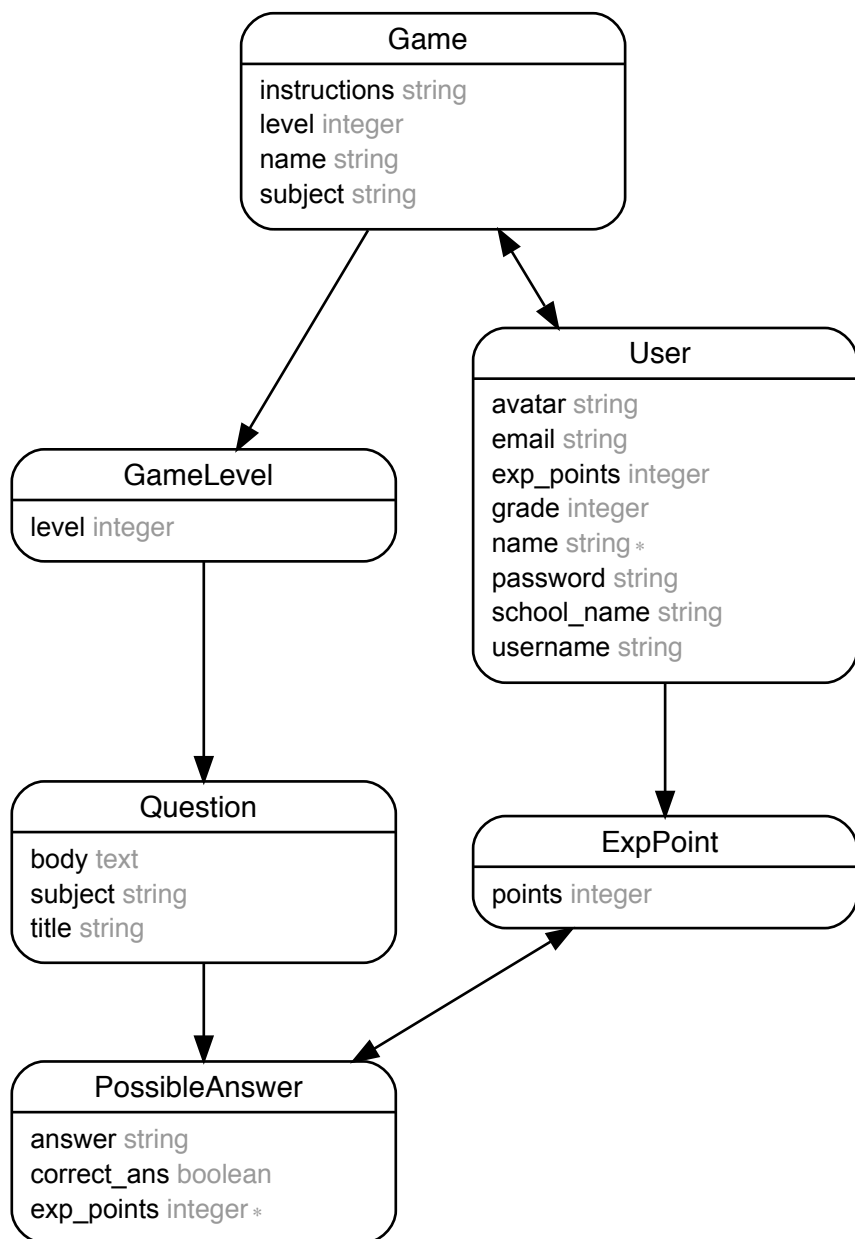 Game
instructions string
level integer
name string
subject string
User
avatar string
email string
exp_points integer
grade integer
name string*
password string
school_name string
username string
GameLevel
level integer
Question
body text
subject string
title string
ExpPoint
points integer
PossibleAnswer
answer string
correct_ans boolean
exp_points integer*